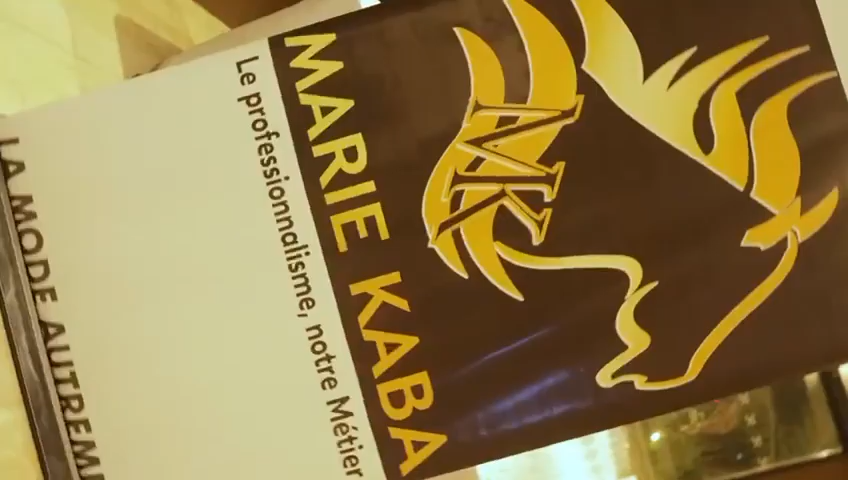 MK
MARIE KABA
Le professionnalisme, notre Métier
LA MODE AUTREM